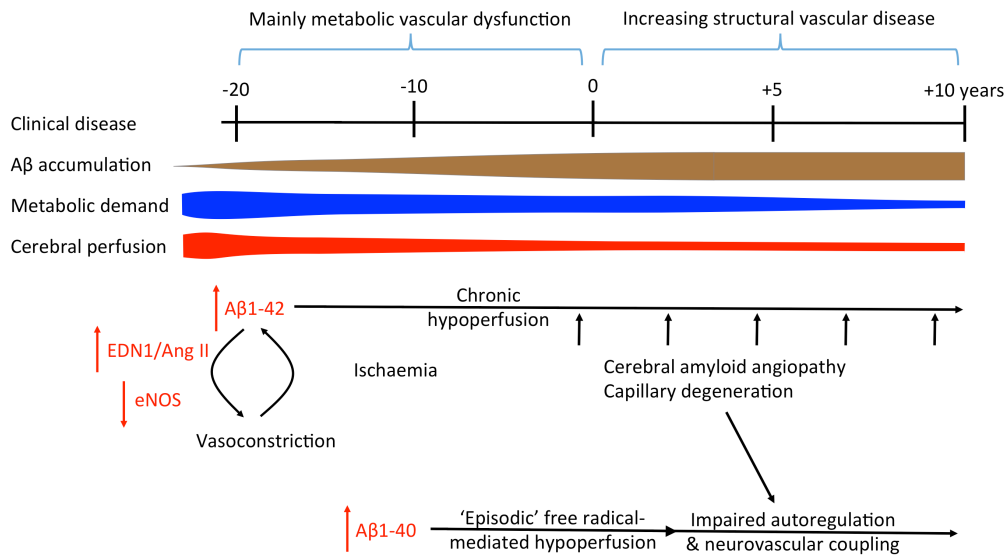 Mainly metabolic vascular dysfunction
Increasing structural vascular disease
-20
-10
0
+5
+10 years
Clinical disease
Aβ accumulation
Metabolic demand
Cerebral perfusion
Aβ1-42
Chronic
hypoperfusion
EDN1/Ang II
eNOS
Ischaemia
Cerebral amyloid angiopathy
Capillary degeneration
Vasoconstriction
Aβ1-40
‘Episodic’ free radical-
mediated hypoperfusion
Impaired autoregulation
& neurovascular coupling